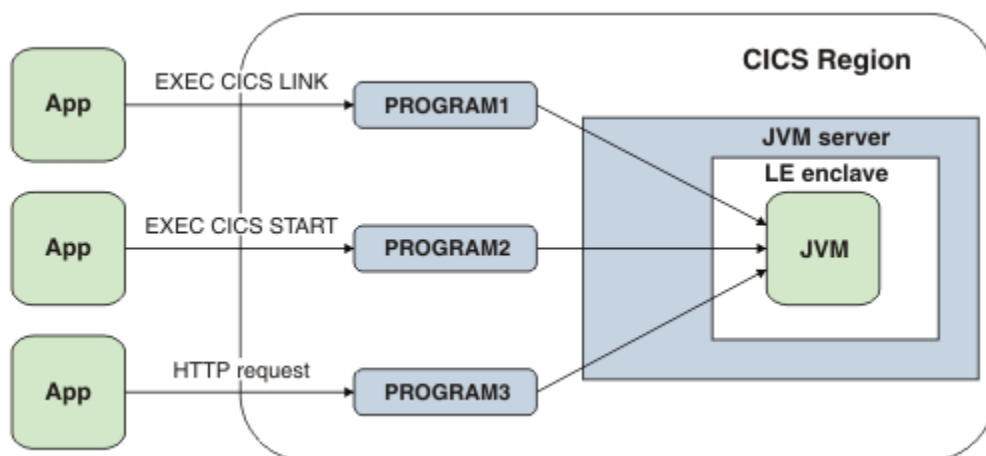 CICS Region
App
EXEC CICS LINK
PROGRAM1
JVM server
LE enclave
App
EXEC CICS START
PROGRAM2
JVM
App
HTTP request
PROGRAM3